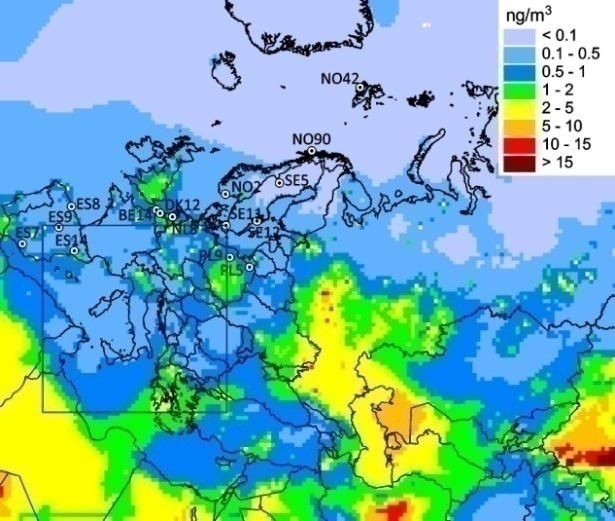 ng/m³
< 0.1
0.1 - 0.5
0.5 - 1
1 - 2
2 - 5
5 - 10
10 - 15
> 15
NO42
NO90
SE5
NO2
ES8
DK12
BE14
SE11
ES9
NL8
SE12
ES7
ES14
PL9
PL5